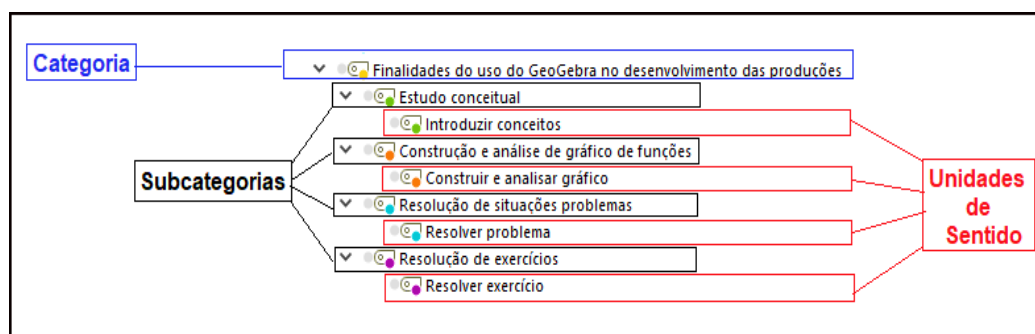 Categoria
Finalidades do uso do GeoGebra no desenvolvimento das produções
Estudo conceitual
Introduzir conceitos
Construção e análise de gráfico de funções
Construir e analisar gráfico
Subcategorias
Resolução de situações problemas
Resolver problema
Resolução de exercícios
Resolver exercício
Unidades
de
Sentido